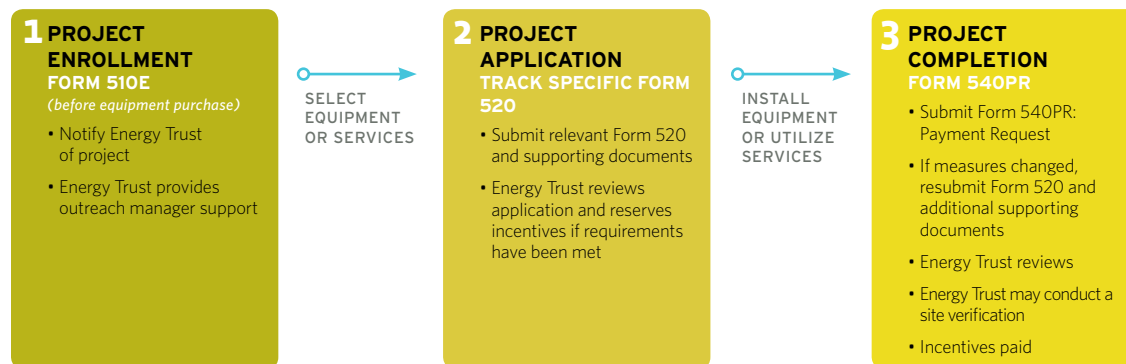 1 PROJECT
ENROLLMENT
FORM 510E
(before equipment purchase)
• Notify Energy Trust
of project
• Energy Trust provides
outreach manager support
SELECT
EQUIPMENT
OR SERVICES
2 PROJECT
APPLICATION
TRACK SPECIFIC FORM
520
• Submit relevant Form 520
and supporting documents
• Energy Trust reviews
application and reserves
incentives if requirements
have been met
INSTALL
EQUIPMENT
OR UTILIZE
SERVICES
3 PROJECT
COMPLETION
FORM 540PR
• Submit Form 540PR:
Payment Request
• If measures changed,
resubmit Form 520 and
additional supporting
documents
• Energy Trust reviews
• Energy Trust may conduct a
site verification
• Incentives paid